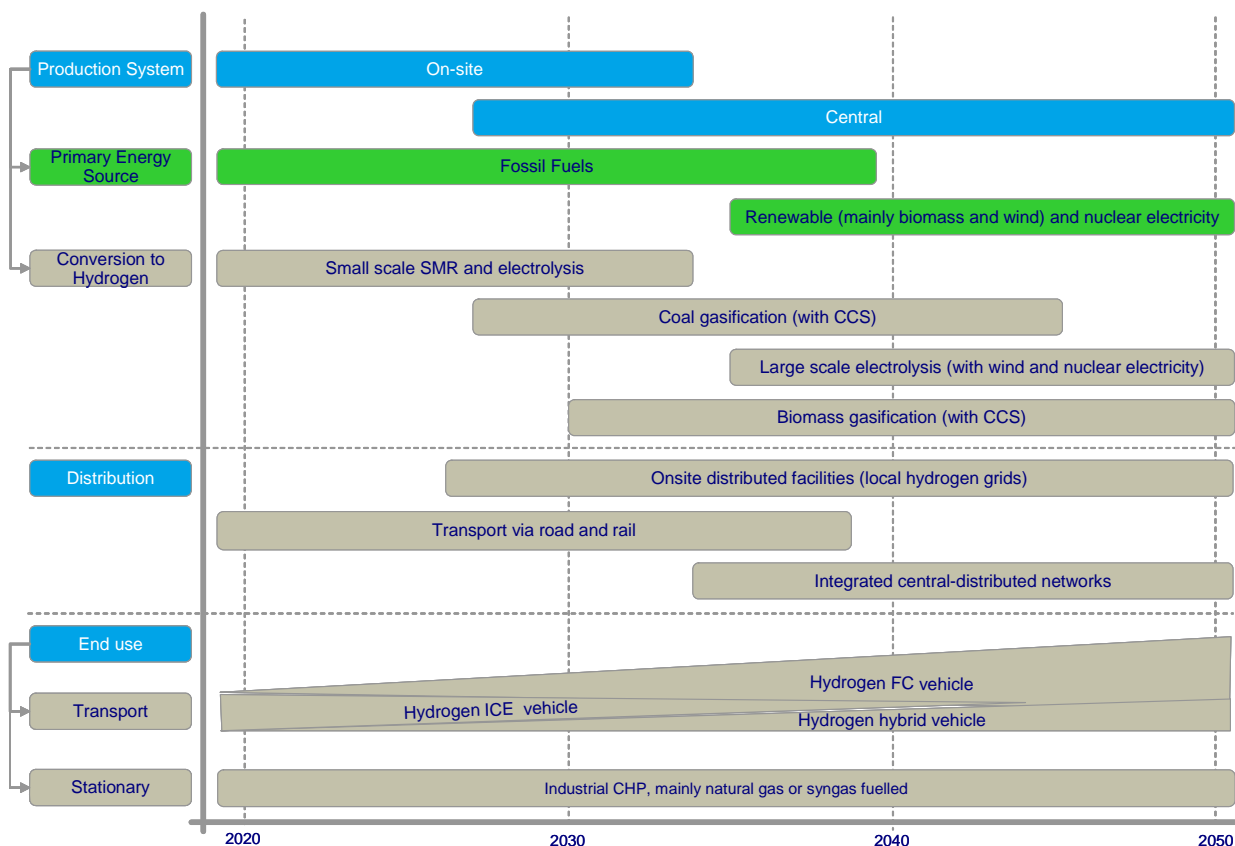 Production System
On-site
Central
Primary Energy
Source
Fossil Fuels
Renewable (mainly biomass and wind) and nuclear electricity
Conversion to
Hydrogen
Small scale SMR and electrolysis
Coal gasification (with CCS)
Large scale electrolysis (with wind and nuclear electricity)
Biomass gasification (with CCS)
Distribution
Onsite distributed facilities (local hydrogen grids)
Transport via road and rail
Integrated central-distributed networks
End use
Transport
Hydrogen FC vehicle
Hydrogen ICE vehicle
Hydrogen hybrid vehicle
Stationary
Industrial CHP, mainly natural gas or syngas fuelled
2020
2030
2040
2050